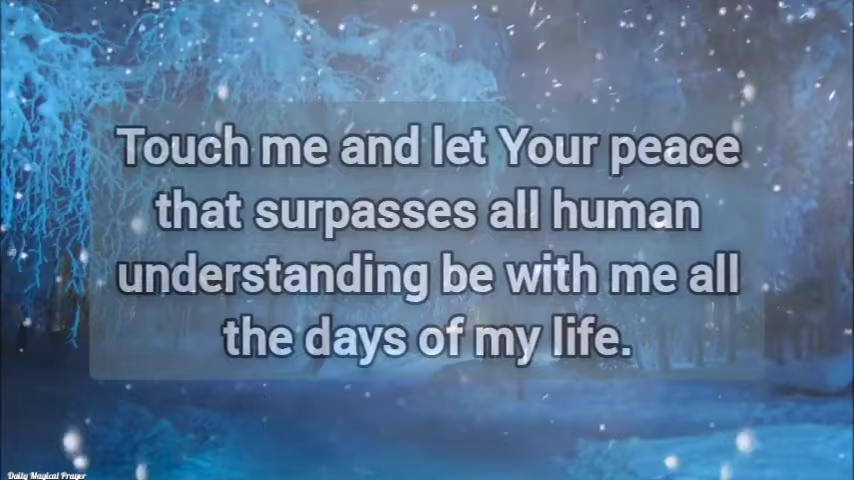 Touch me and let Your peace
that surpasses all human
understanding be with me all
the days of my life.
Daily Magical Prayer